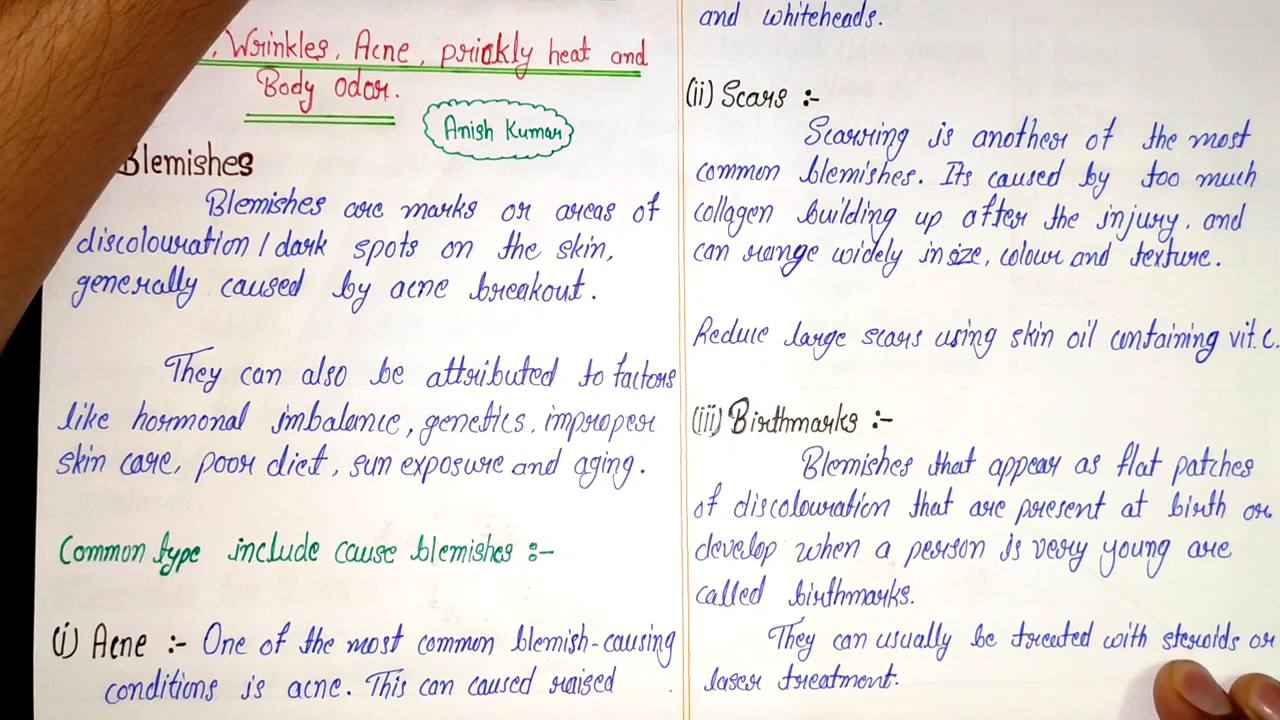 , Wrinkles, Acne, prickly heat and
Body Odor.
Anish Kumar
Blemishes
Blemishes are marks or areas of
discolouration / dark spots on the skin,
generally caused by acne breakout.
They can also be attributed to factors
like hormonal imbalance, genetics, improper
skin care, poor diet, sun exposure and aging.
Common type include cause blemishes :-
(i) Acne :- One of the most common blemish-causing
conditions is acne. This can caused raised
and whiteheads.
(ii) Scars :-
Scarring is another of the most
common blemishes. Its caused by too much
collagen building up after the injury, and
can range widely in size, colour and texture.
Reduce large scars using skin oil containing vit. C.
(iii) Birthmarks :-
Blemishes that appear as flat patches
of discolouration that are present at birth or
develop when a person is very young are
called birthmarks.
They can usually be treated with steroids or
laser treatment.